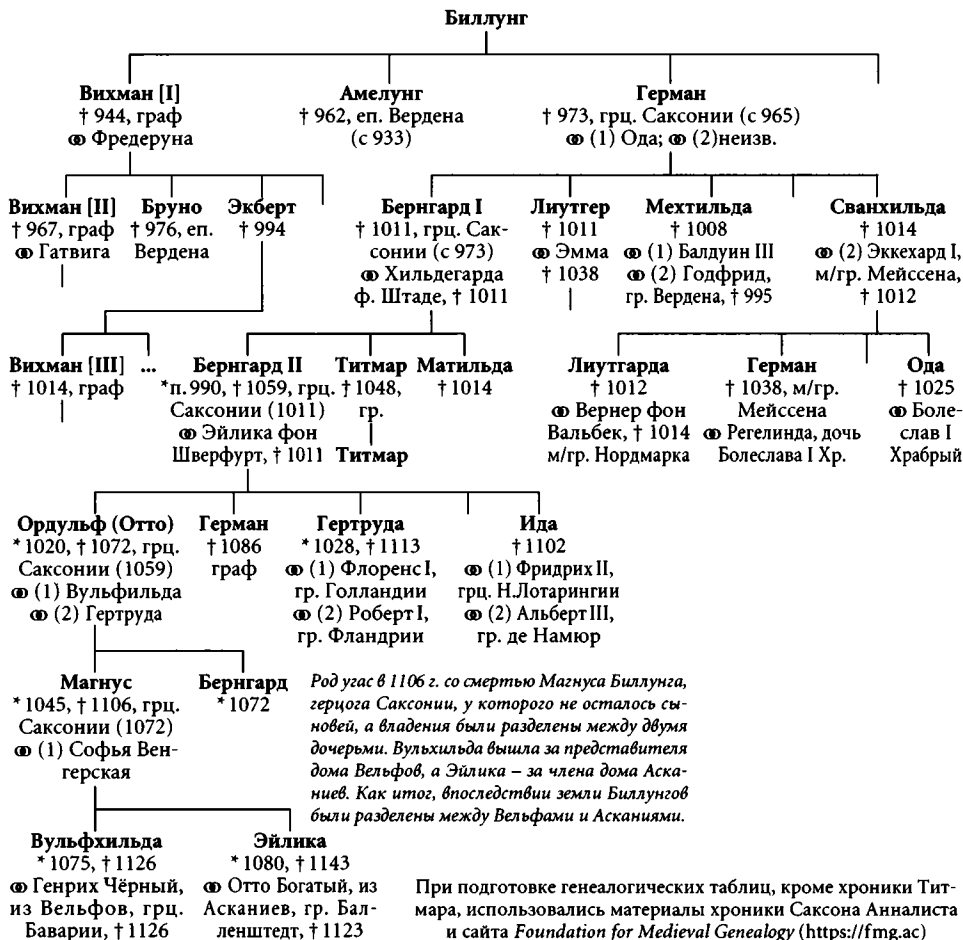 Биллунг
Вихман [I]
† 944, граф
⚭ Фредеруна
Амелунг
† 962, еп. Вердена
(с 933)
Герман
† 973, грц. Саксонии (с 965)
⚭ (1) Ода; ⚭ (2)неизв.
Вихман [II]
† 967, граф
⚭ Гатвига
Бруно
† 976, еп.
Вердена
Экберт
† 994
Бернгард I
† 1011, грц. Сак-
сонии (с 973)
⚭ Хильдегарда
ф. Штаде, † 1011
Лиутгер
† 1011
⚭ Эмма
† 1038
Мехтильда
† 1008
⚭ (1) Балдуин III
⚭ (2) Годфрид,
гр. Вердена, † 995
Сванхильда
† 1014
⚭ (2) Эккехард I,
м/гр. Мейссена,
† 1012
Вихман [III]
† 1014, граф
...
Бернгард II
*п. 990, † 1059, грц.
Саксонии (1011)
⚭ Эйлика фон
Шверфурт, † 1011
Титмар
† 1048,
гр.
Титмар
Матильда
† 1014
Лиутгарда
† 1012
⚭ Вернер фон
Вальбек, † 1014
м/гр. Нордмарка
Герман
† 1038, м/гр.
Мейссена
⚭ Регелинда, дочь
Болеслава I Хр.
Ода
† 1025
⚭ Боле-
слав I
Храбрый
Ордульф (Отто)
* 1020, † 1072, грц.
Саксонии (1059)
⚭ (1) Вульфильда
⚭ (2) Гертруда
Герман
† 1086
граф
Гертруда
* 1028, † 1113
⚭ (1) Флоренс I,
гр. Голландии
⚭ (2) Роберт I,
гр. Фландрии
Ида
† 1102
⚭ (1) Фридрих II,
грц. Н.Лотарингии
⚭ (2) Альберт III,
гр. де Намюр
Магнус
* 1045, † 1106, грц.
Саксонии (1072)
⚭ (1) Софья Вен-
герская
Бернгард
* 1072
Род угас в 1106 г. со смертью Магнуса Биллунга,
герцога Саксонии, у которого не осталось сы-
новей, а владения были разделены между двумя
дочерьми. Вульхильда вышла за представителя
дома Вельфов, а Эйлика – за члена дома Аска-
ниев. Как итог, впоследствии земли Биллунгов
были разделены между Вельфами и Асканиями.
Вульфхильда
* 1075, † 1126
⚭ Генрих Чёрный,
из Вельфов, грц.
Баварии, † 1126
Эйлика
* 1080, † 1143
⚭ Отто Богатый, из
Асканиев, гр. Бал-
ленштедт, † 1123
При подготовке генеалогических таблиц, кроме хроники Тит-
мара, использовались материалы хроники Саксона Анналиста
и сайта Foundation for Medieval Genealogy (https://fmg.ac)